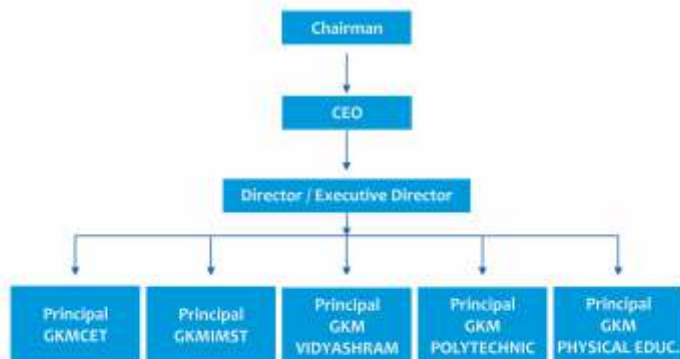 Chairman
CEO
Director / Executive Director
Principal
GKMCET
Principal
GKMIMST
Principal
GKM
VIDYASHRAM
Principal
GKM
POLYTECHNIC
Principal
GKM
PHYSICAL EDUC.